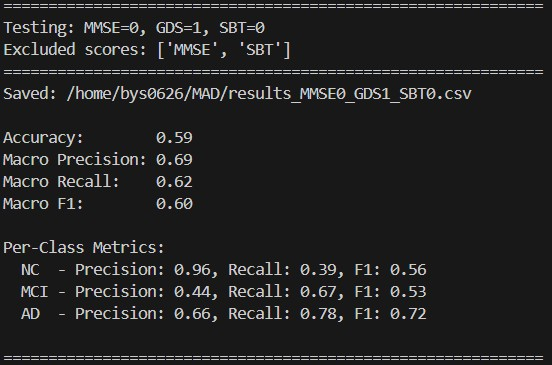 ============================================================
Testing: MMSE=0, GDS=1, SBT=0
Excluded scores: ['MMSE', 'SBT']
============================================================
Saved: /home/bys0626/MAD/results_MMSE0_GDS1_SBT0.csv
Accuracy:        0.59
Macro Precision: 0.69
Macro Recall:    0.62
Macro F1:        0.60
Per-Class Metrics:
  NC  - Precision: 0.96, Recall: 0.39, F1: 0.56
  MCI - Precision: 0.44, Recall: 0.67, F1: 0.53
  AD  - Precision: 0.66, Recall: 0.78, F1: 0.72
============================================================